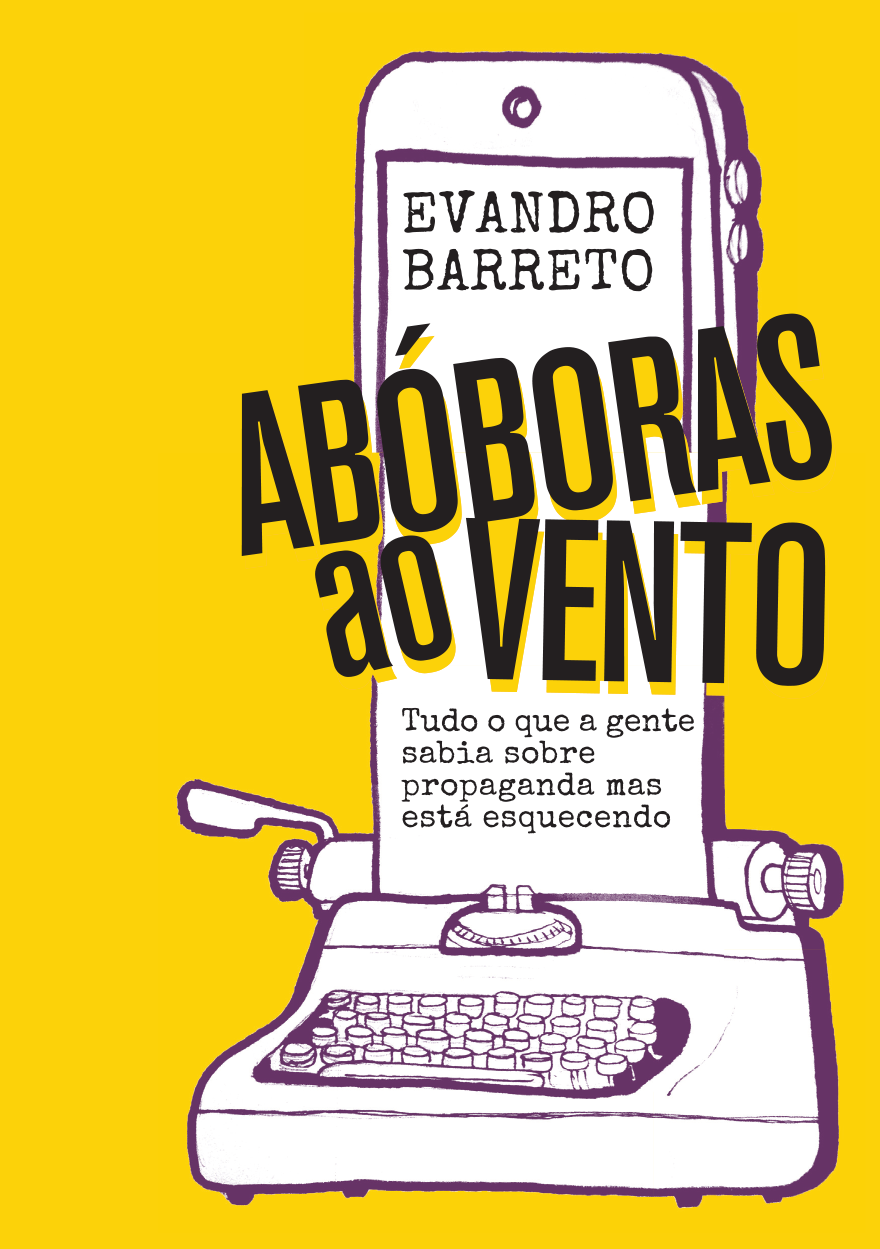 EVANDRO
BARRETO
ABÓBORAS
ao VENTO
Tudo o que a gente
sabia sobre
propaganda mas
está esquecendo